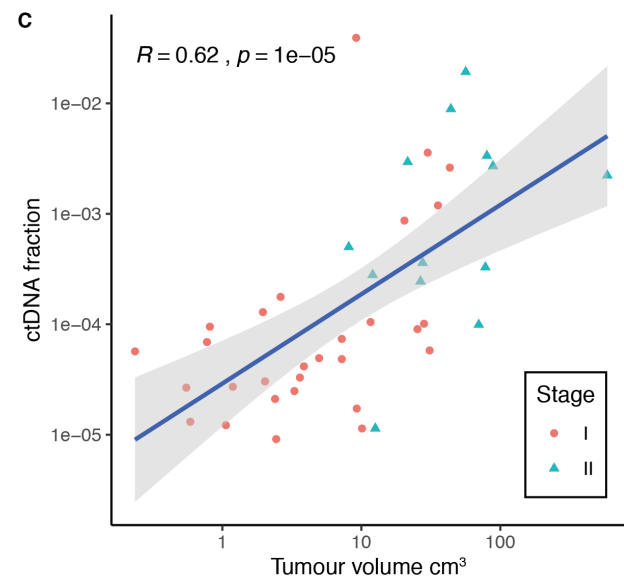 C
R = 0.62 , p = 1e−05
ctDNA fraction
1e−02
1e−03
1e−04
1e−05
Stage
I
II
1
10
100
Tumour volume cm³